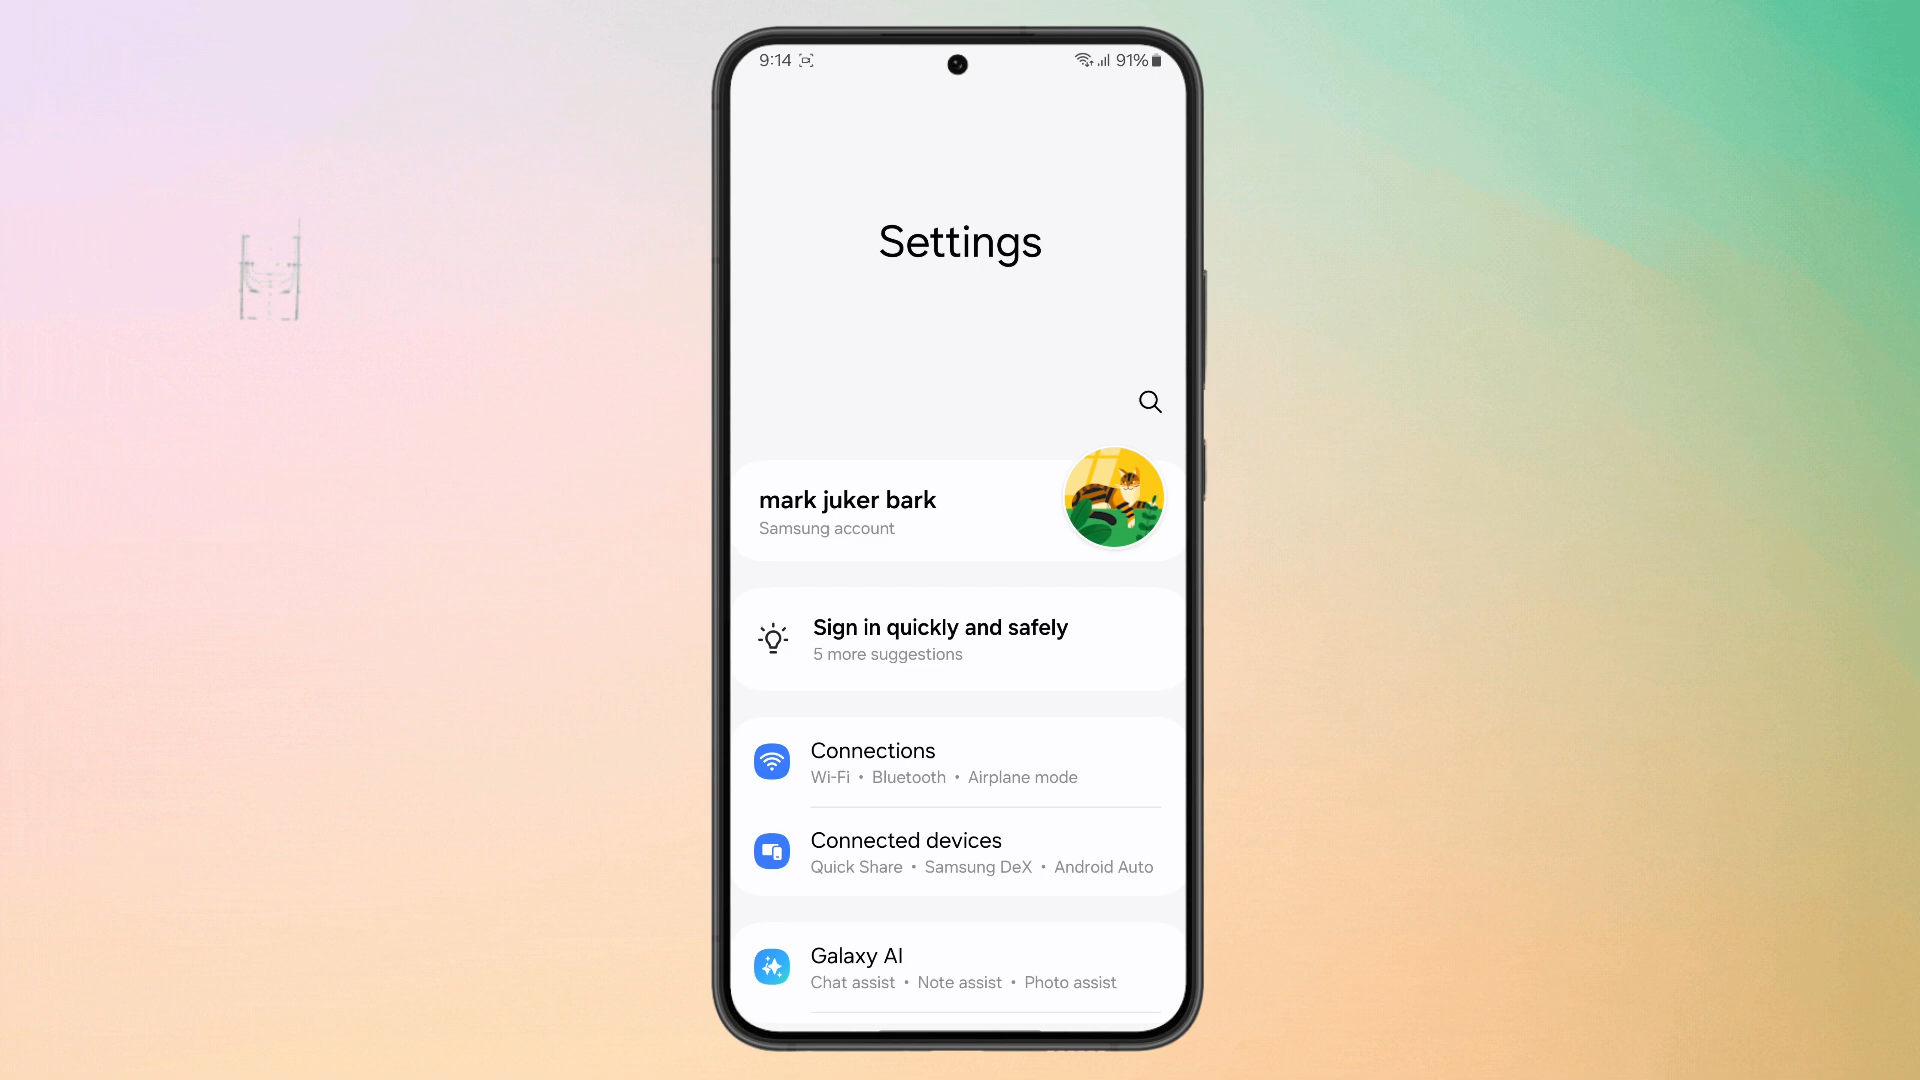 9:14
91%
Settings
mark juker bark
Samsung account
Sign in quickly and safely
5 more suggestions
Connections
Wi-Fi • Bluetooth • Airplane mode
Connected devices
Quick Share • Samsung DeX • Android Auto
Galaxy AI
Chat assist • Note assist • Photo assist